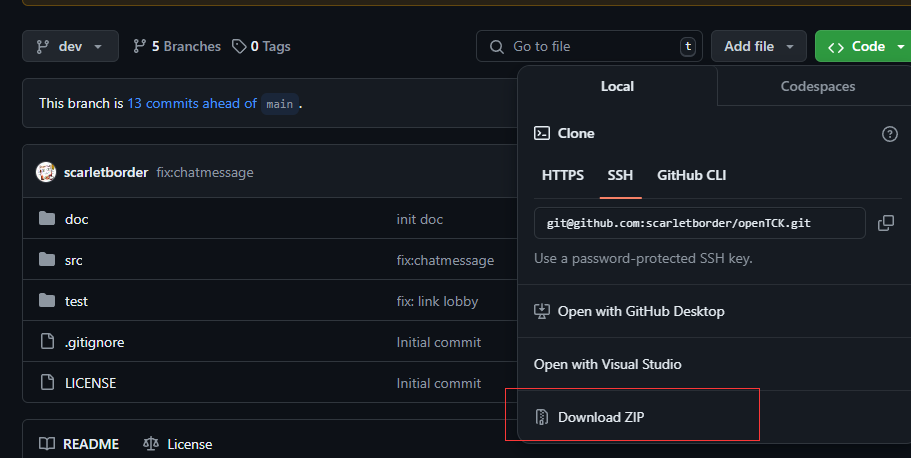 dev 5 Branches 0 Tags Go to file t Add file Code
Local Codespaces
This branch is 13 commits ahead of main .
Clone
scarletborder fix:chatmessage
HTTPS SSH GitHub CLI
doc init doc
git@github.com:scarletborder/openTCK.git
src fix:chatmessage
Use a password-protected SSH key.
test fix: link lobby
Open with GitHub Desktop
.gitignore Initial commit
Open with Visual Studio
LICENSE Initial commit
Download ZIP
README License